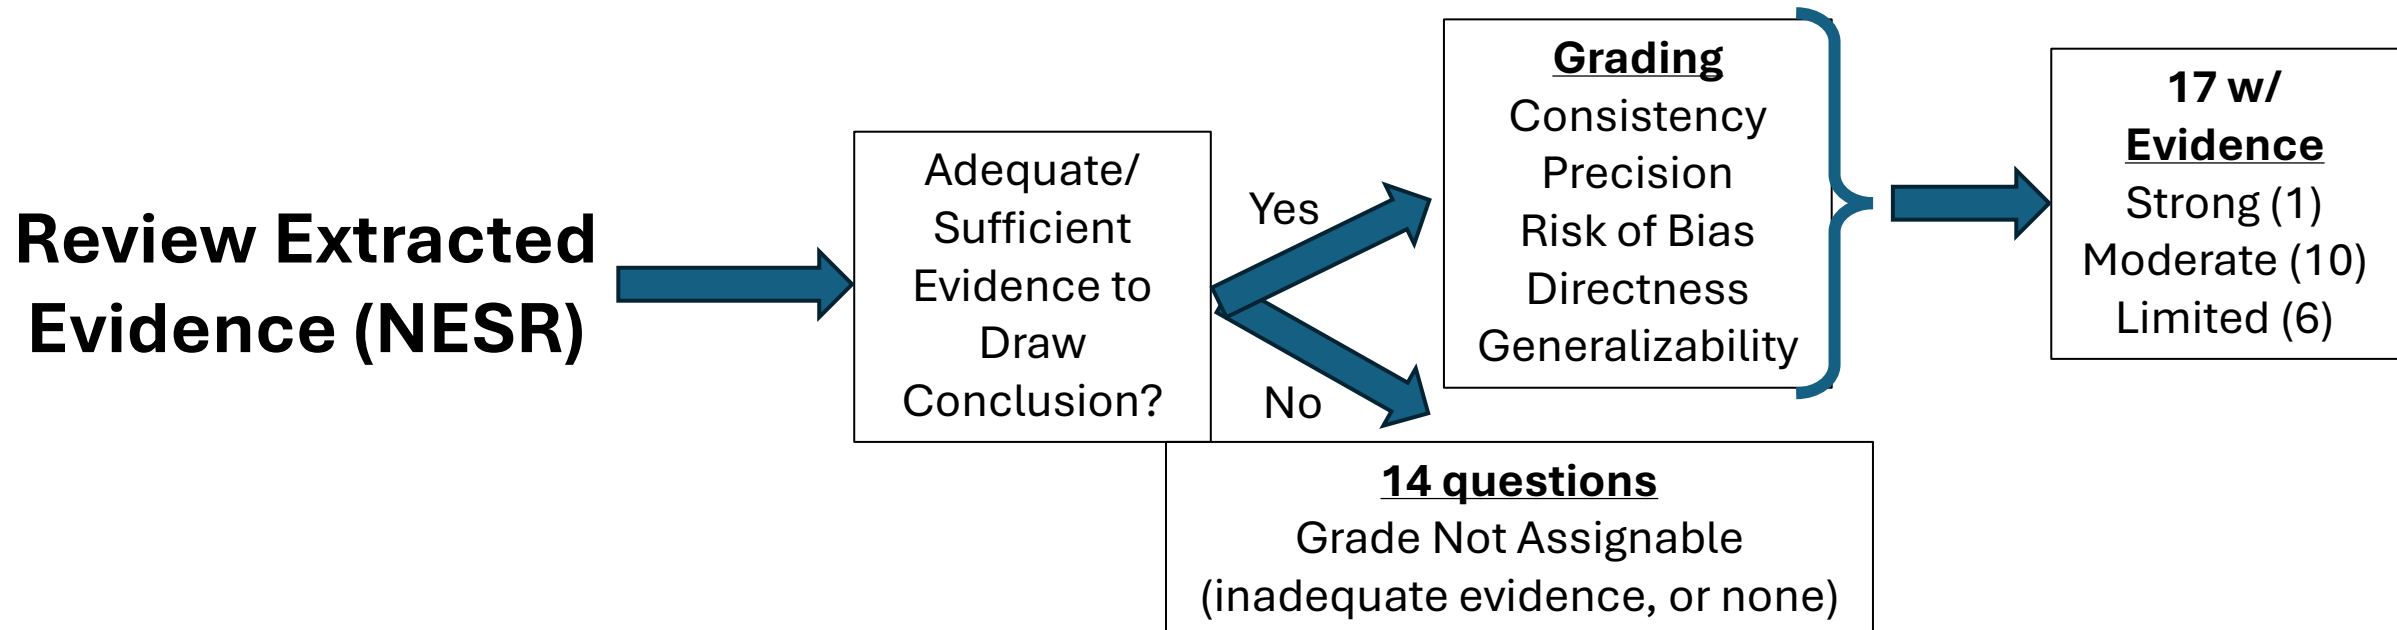 Review Extracted
Evidence (NESR)
Adequate/
Sufficient
Evidence to
Draw
Conclusion?
Yes
No
Grading
Consistency
Precision
Risk of Bias
Directness
Generalizability
17 w/
Evidence
Strong (1)
Moderate (10)
Limited (6)
14 questions
Grade Not Assignable
(inadequate evidence, or none)